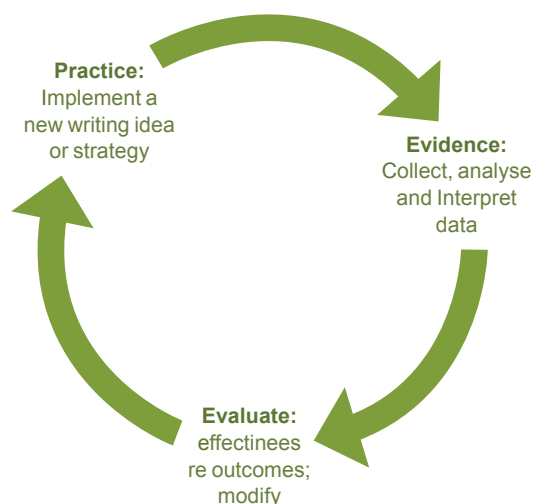 Practice:
Implement a
new writing idea
or strategy
Evidence:
Collect, analyse
and Interpret
data
Evaluate:
effectinees
re outcomes;
modify